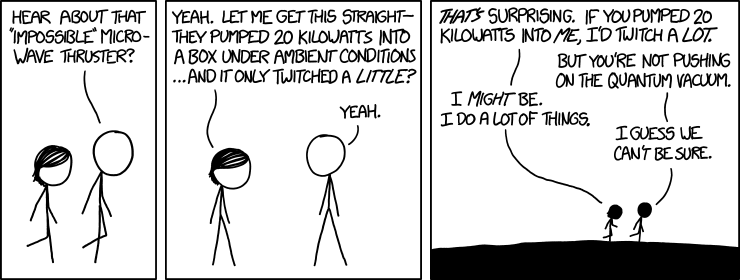 HEAR ABOUT THAT
"IMPOSSIBLE" MICRO-
WAVE THRUSTER?
YEAH. LET ME GET THIS STRAIGHT—
THEY PUMPED 20 KILOWATTS INTO
A BOX UNDER AMBIENT CONDITIONS
...AND IT ONLY TWITCHED A LITTLE?
YEAH.
THAT'S SURPRISING. IF YOU PUMPED 20
KILOWATTS INTO ME, I'D TWITCH A LOT.
BUT YOU'RE NOT PUSHING
ON THE QUANTUM VACUUM.
I MIGHT BE.
I DO A LOT OF THINGS.
I GUESS WE
CAN'T BE SURE.